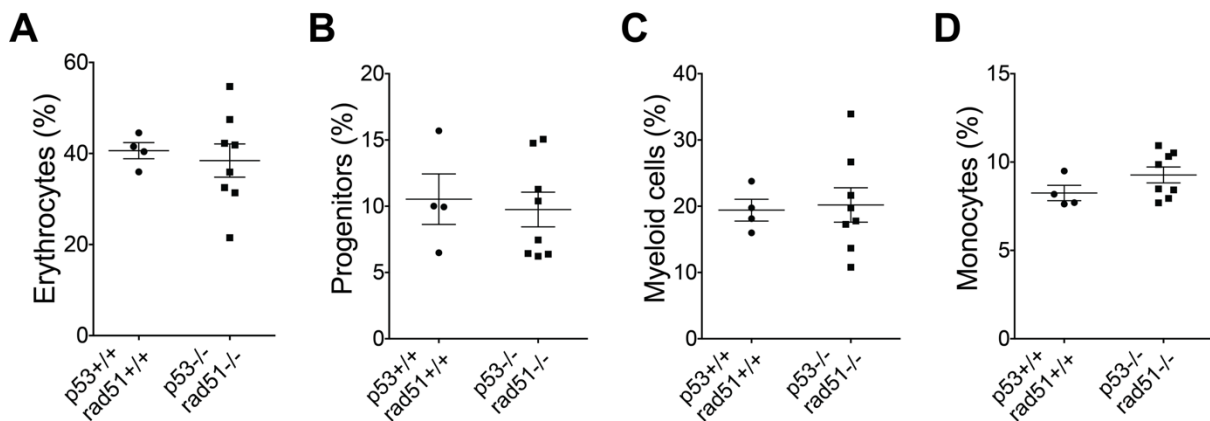 A
B
C
D
Erythrocytes (%)
60
40
20
0
p53+/+
rad51+/+
p53-/-
rad51-/-
Progenitors (%)
20
15
10
5
0
p53+/+
rad51+/+
p53-/-
rad51-/-
Myeloid cells (%)
40
30
20
10
0
p53+/+
rad51+/+
p53-/-
rad51-/-
Monocytes (%)
15
10
5
0
p53+/+
rad51+/+
p53-/-
rad51-/-